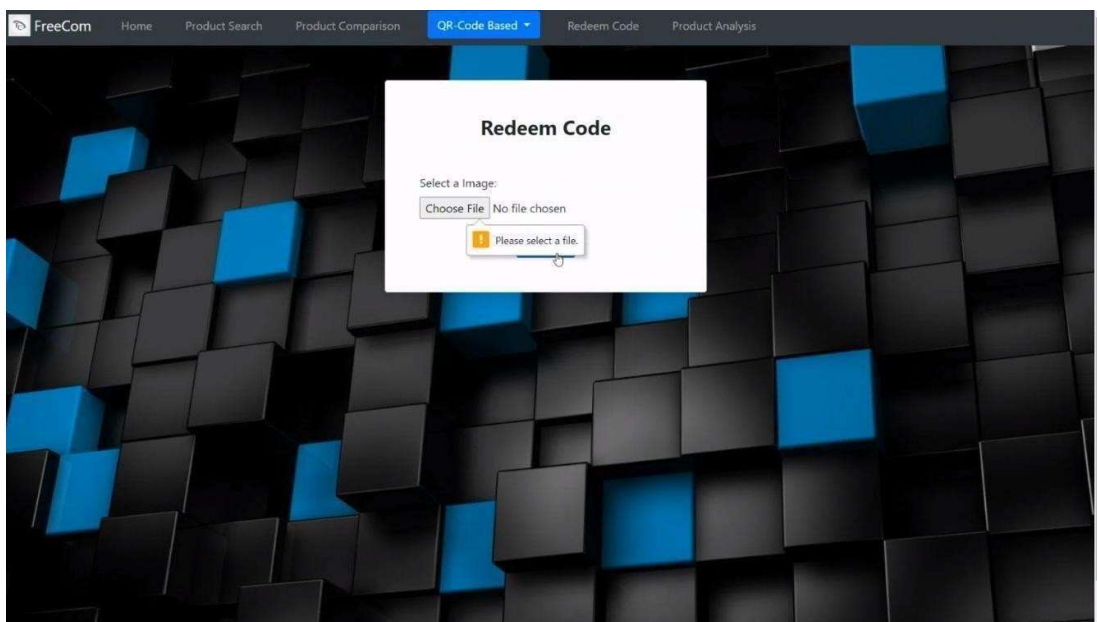 FreeCom Home Product Search Product Comparison QR-Code Based Redeem Code Product Analysis
Redeem Code
Select a Image:
Choose File No file chosen
! Please select a file.